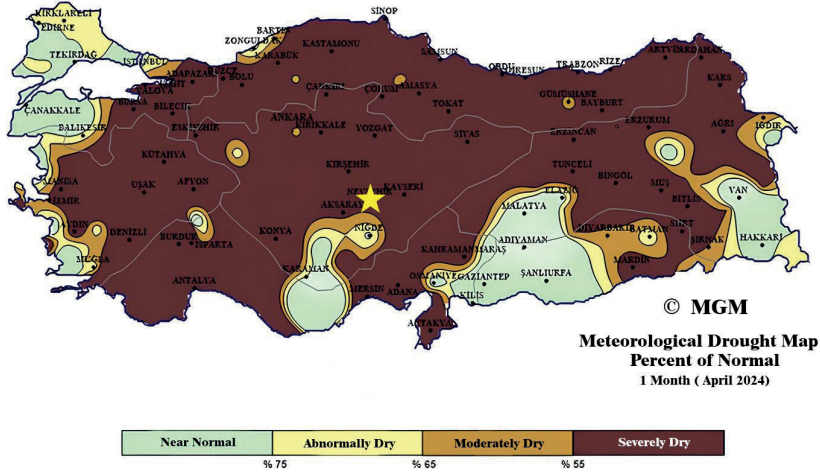 SİNOP
KIRKLARELİ
EDİRNE
BARTIN
ZONGULDAK
KASTAMONU
TEKİRDAĞ
İSTANBUL
KARABÜK
SAMSUN
ARTVİN
ARDAHAN
DÜZCE
ADAPAZARI
BOLU
ORDU
GİRESUN
TRABZON
RİZE
YALOVA
ÇANKIRI
ÇORUM
AMASYA
KARS
ÇANAKKALE
BURSA
BİLECİK
TOKAT
GÜMÜŞHANE
BAYBURT
ANKARA
BALIKESİR
ESKİŞEHİR
KIRIKKALE
YOZGAT
SİVAS
ERZİNCAN
ERZURUM
AĞRI
IĞDIR
KÜTAHYA
KIRŞEHİR
TUNCELİ
BİNGÖL
MUŞ
MANİSA
UŞAK
AFYON
KAYSERİ
ELAZIĞ
BİTLİS
VAN
İZMİR
AKSARAY
MALATYA
AYDIN
DENİZLİ
BURDUR
ISPARTA
KONYA
NİĞDE
DİYARBAKIR
BATMAN
SİİRT
ŞIRNAK
HAKKARİ
KAHRAMANMARAŞ
ADIYAMAN
MUĞLA
KARAMAN
MARDİN
ANTALYA
MERSİN
ADANA
OSMANİYE
GAZİANTEP
ŞANLIURFA
KİLİS
ANTAKYA
© MGM
Meteorological Drought Map
Percent of Normal
1 Month ( April 2024)
Near Normal
Abnormally Dry
Moderately Dry
Severely Dry
% 75
% 65
% 55